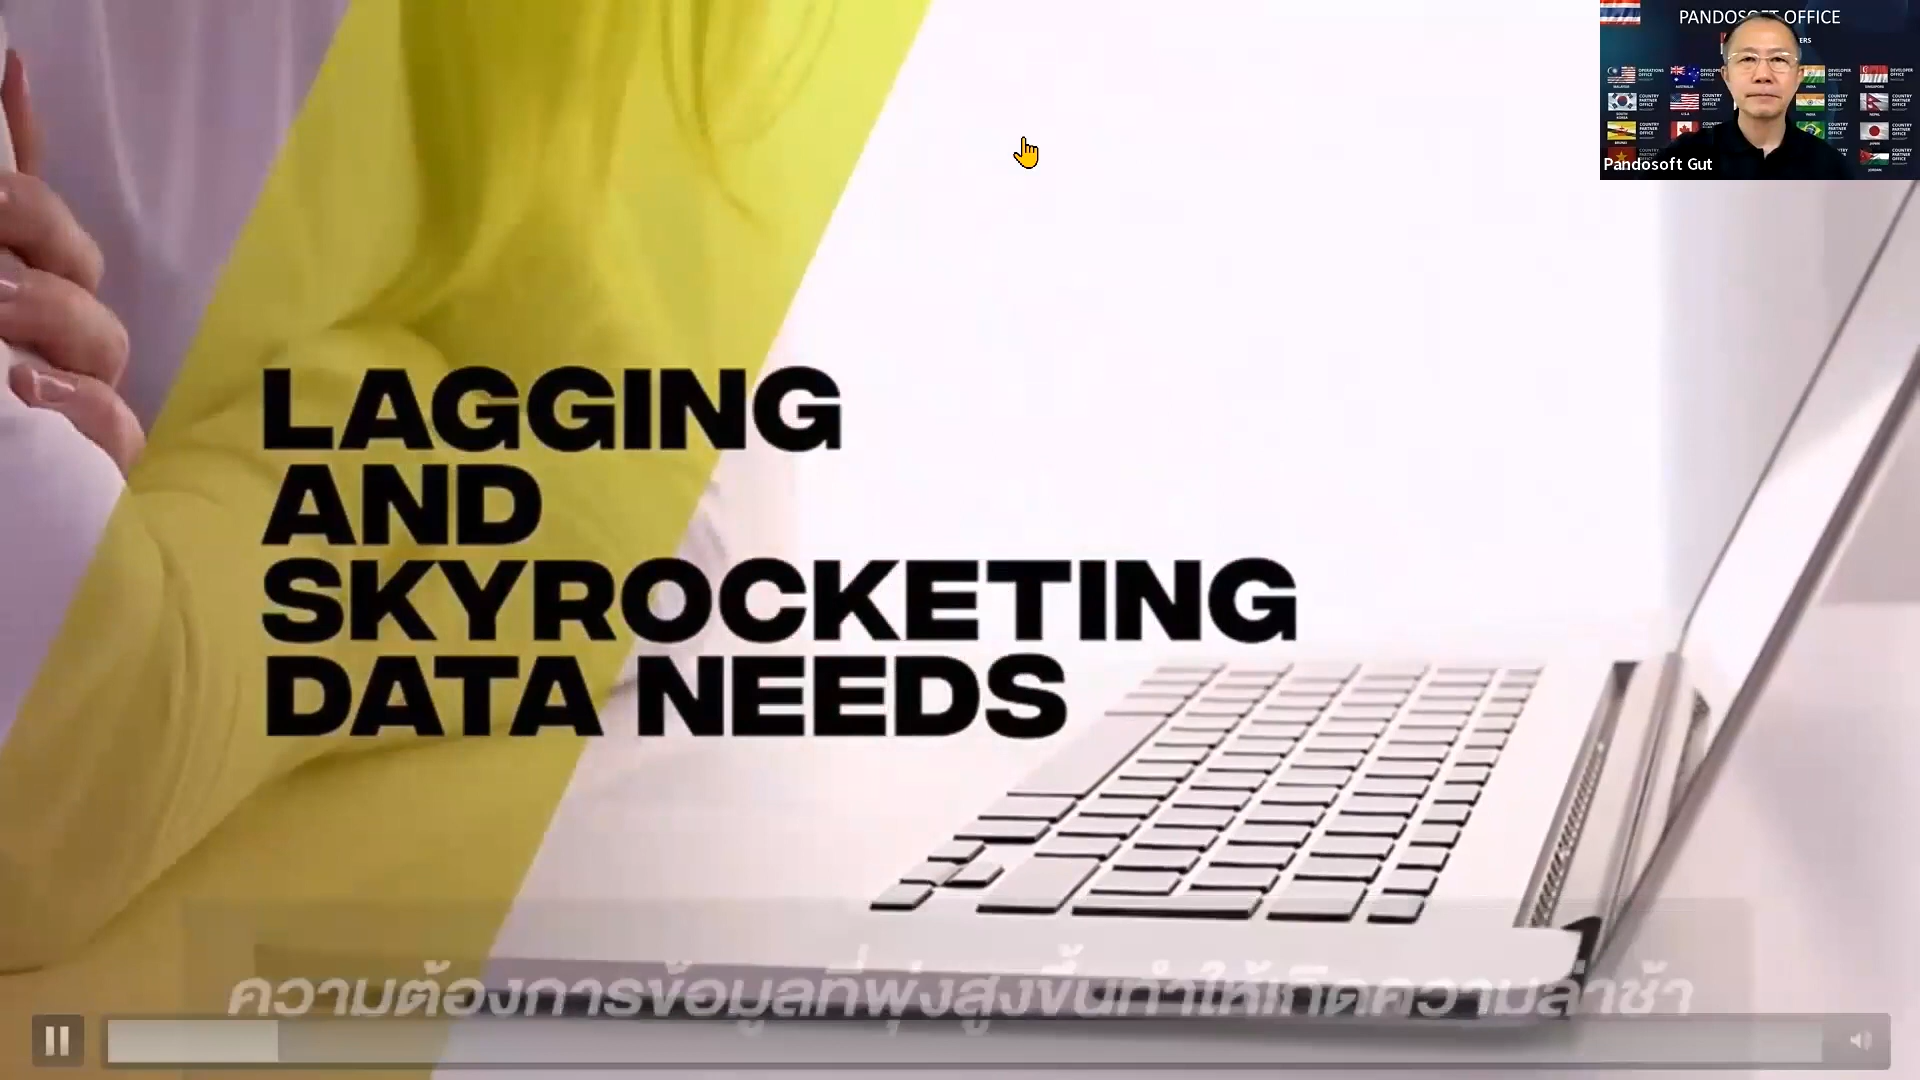 LAGGING
AND
SKYROCKETING
DATA NEEDS
ความต้องการข้อมูลที่พุ่งสูงขึ้นทำให้เกิดความล่าช้า
PANDOSOFT OFFICE
Pandosoft Gut